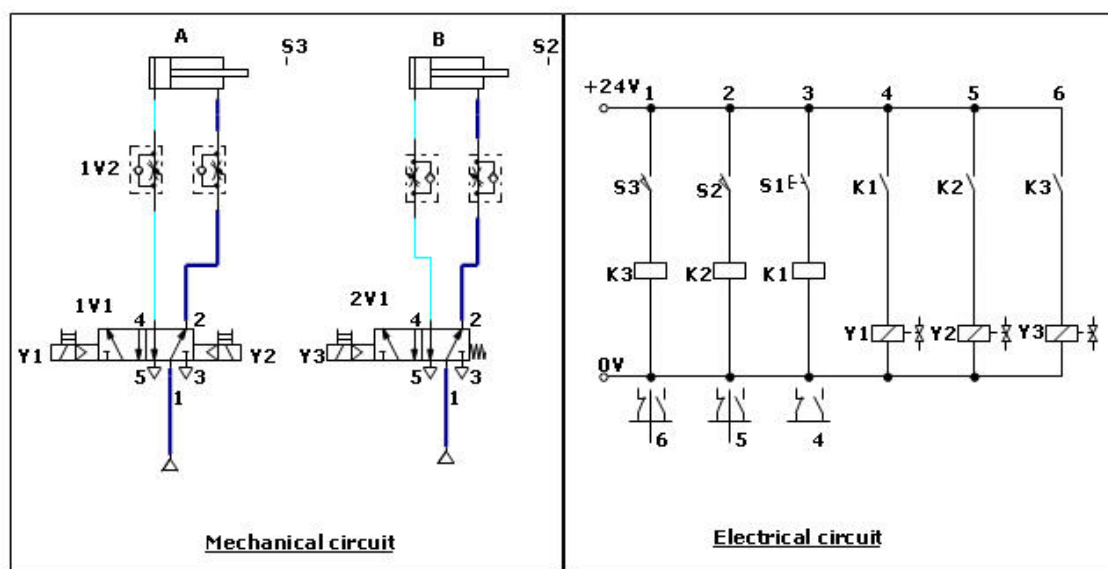 A
S3
B
S2
1V2
1V1
4
2
Y1
Y2
5
3
1
2V1
4
2
Y3
5
3
1
Mechanical circuit
+24V
1
2
3
4
5
6
S3
S2
S1
K1
K2
K3
K3
K2
K1
Y1
Y2
Y3
0V
6
5
4
Electrical circuit